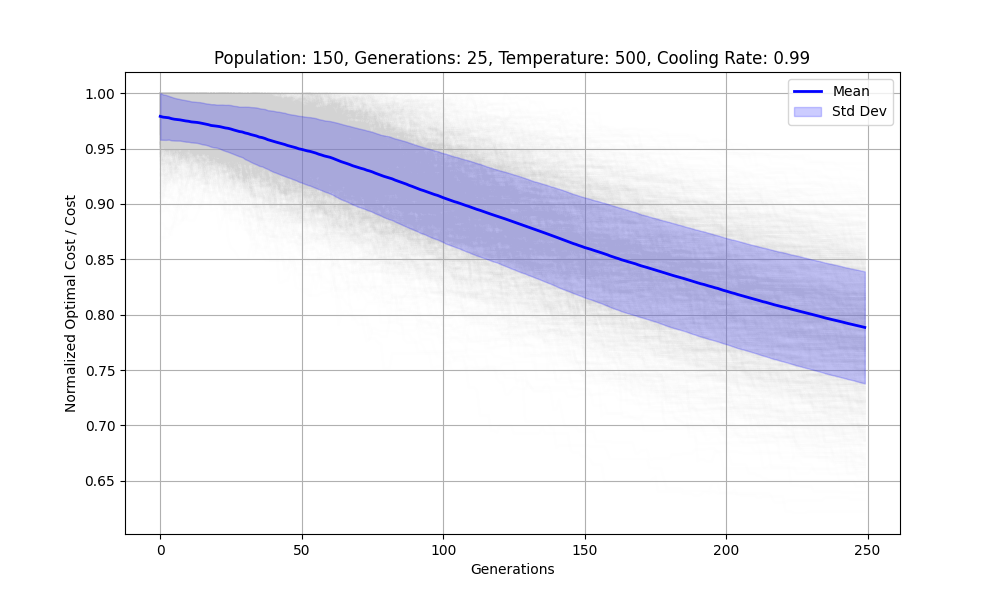 Population: 150, Generations: 25, Temperature: 500, Cooling Rate: 0.99
Mean
Std Dev
Normalized Optimal Cost / Cost
1.00
0.95
0.90
0.85
0.80
0.75
0.70
0.65
0 50 100 150 200 250
Generations